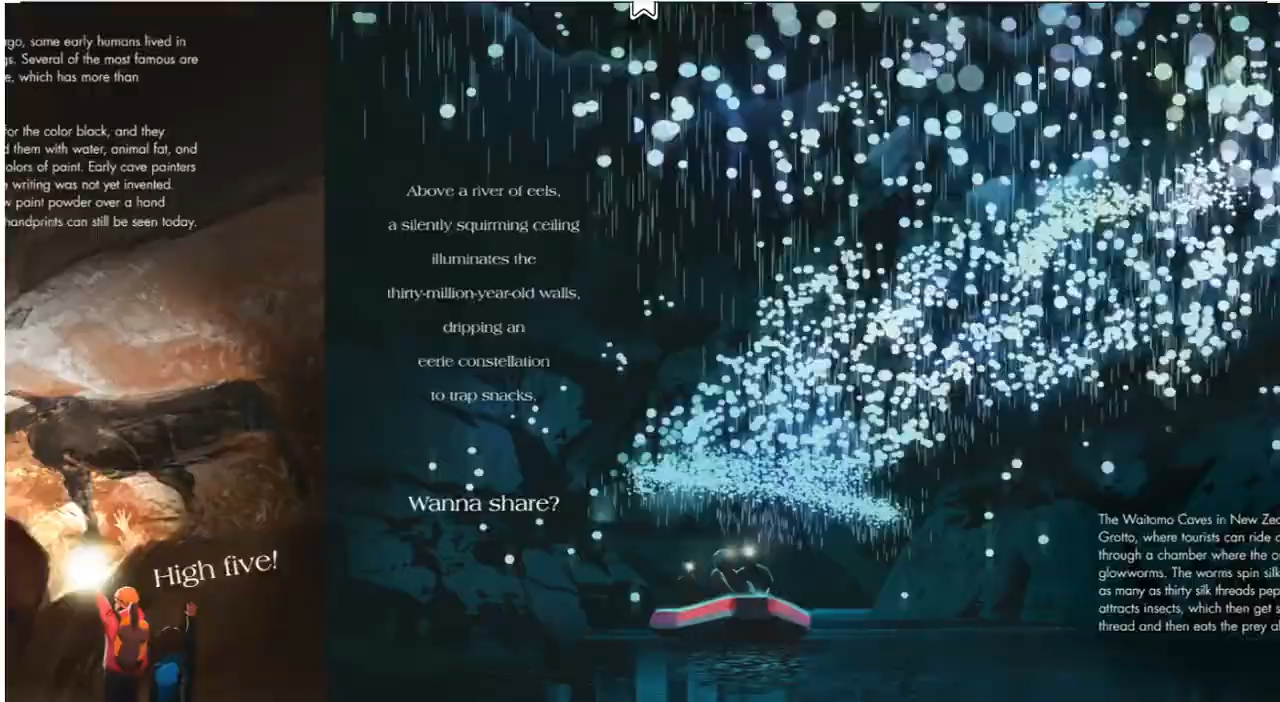 ago, some early humans lived in
gs. Several of the most famous are
e, which has more than
for the color black, and they
d them with water, animal fat, and
olors of paint. Early cave painters
writing was not yet invented.
w paint powder over a hand
handprints can still be seen today.
High five!
Above a river of eels,
a silently squirming ceiling
illuminates the
thirty-million-year-old walls,
dripping an
eerie constellation
to trap snacks.
Wanna share?
The Waitomo Caves in New Zea
Grotto, where tourists can ride
through a chamber where the
glowworms. The worms spin silk
as many as thirty silk threads
attracts insects, which then get
thread and then eats the prey